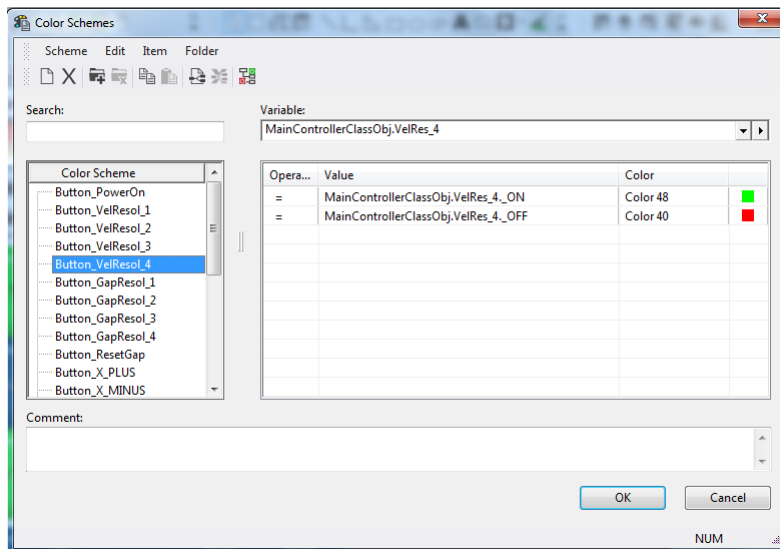 Color Schemes
Scheme Edit Item Folder
Search:
Variable:
MainControllerClassObj.VelRes_4
Color Scheme
Button_PowerOn
Button_VelResol_1
Button_VelResol_2
Button_VelResol_3
Button_VelResol_4
Button_GapResol_1
Button_GapResol_2
Button_GapResol_3
Button_GapResol_4
Button_ResetGap
Button_X_PLUS
Button_X_MINUS
Opera... Value Color
= MainControllerClassObj.VelRes_4._ON Color 48
= MainControllerClassObj.VelRes_4._OFF Color 40
Comment:
OK Cancel
NUM